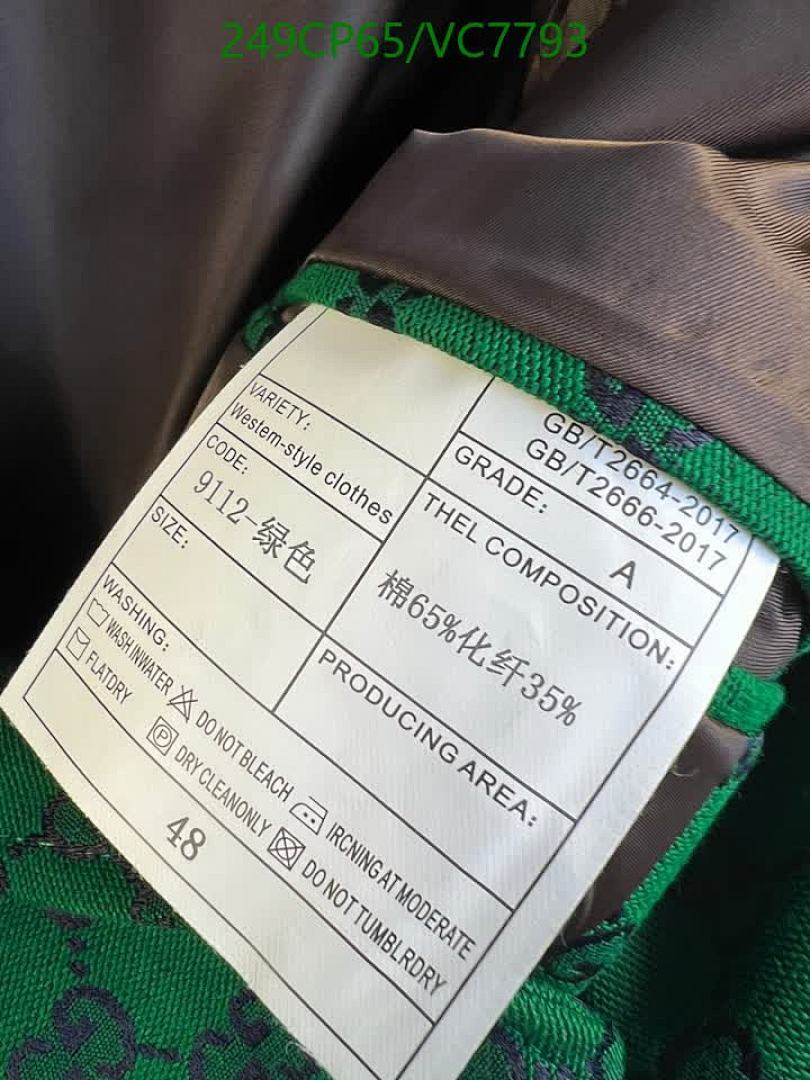 249CP65/VC7793
GB/T2664-2017
GB/T2666-2017
VARIETY:
Westem-style clothes
GRADE:
A
CODE:
9112-绿色
THEL COMPOSITION:
棉65%化纤35%
SIZE:
PRODUCING AREA:
WASHING:
WASH INWATER
DO NOT BLEACH
IRCNING AT MODERATE
FLATDRY
DRY CLEANONLY
DO NOT TUMBLRDRY
48